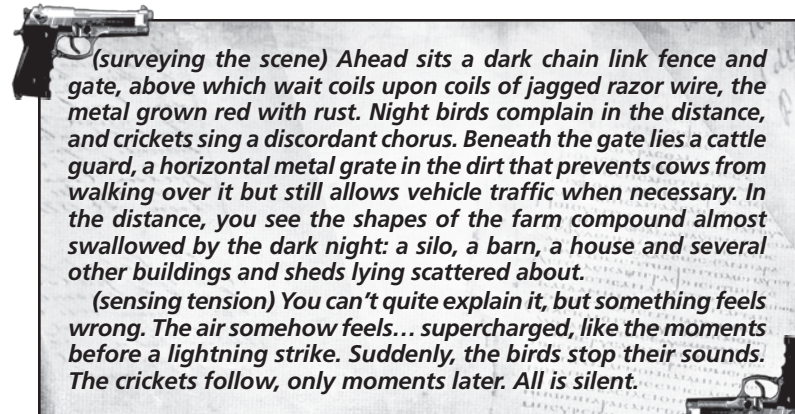 (surveying the scene) Ahead sits a dark chain link fence and
gate, above which wait coils upon coils of jagged razor wire, the
metal grown red with rust. Night birds complain in the distance,
and crickets sing a discordant chorus. Beneath the gate lies a cattle
guard, a horizontal metal grate in the dirt that prevents cows from
walking over it but still allows vehicle traffic when necessary. In
the distance, you see the shapes of the farm compound almost
swallowed by the dark night: a silo, a barn, a house and several
other buildings and sheds lying scattered about.
(sensing tension) You can't quite explain it, but something feels
wrong. The air somehow feels… supercharged, like the moments
before a lightning strike. Suddenly, the birds stop their sounds.
The crickets follow, only moments later. All is silent.